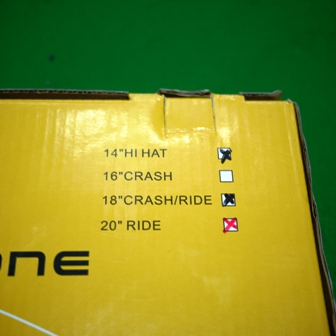 14"HI HAT
16"CRASH
18"CRASH/RIDE
20" RIDE
ONE